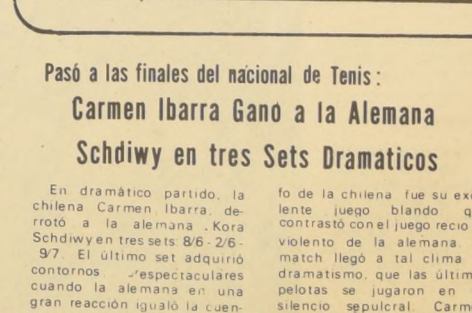 Pasó a las finales del nacional de Tenis:
Carmen Ibarra Ganó a la Alemana
Schdiwy en tres Sets Dramaticos
En dramático partido, la
chilena Carmen Ibarra, de-
rrotó a la alemana Kora
Schdiwy en tres sets: 8/6 - 2/6 -
9/7. El último set adquirió
contornos espectaculares
cuando la alemana en una
gran reacción igualó la cuen-
fo de la chilena fue su exc
lente juego blando q
contrastó con el juego recio
violento de la alemana.
match llegó a tal clima
dramatismo, que las últim
pelotas se jugaron en
silencio sepulcral. Carm